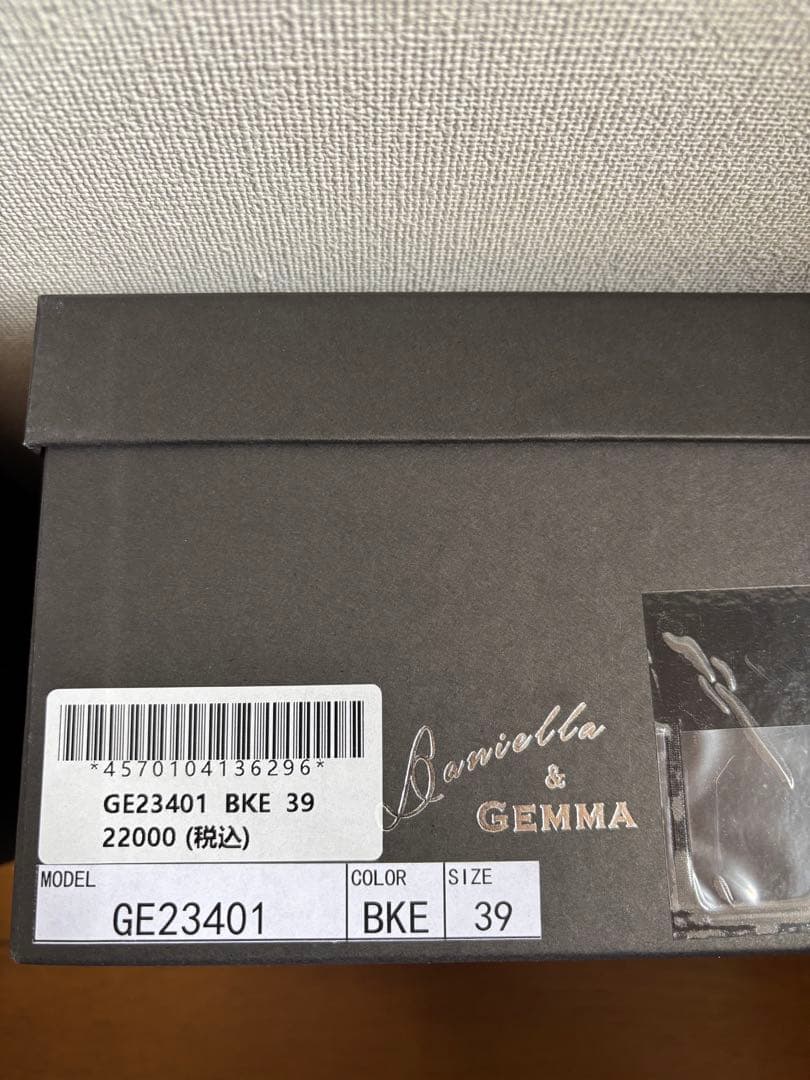 *4570104136296*
GE23401 BKE 39
22000 (税込)
Daniella
&
GEMMA
MODEL COLOR SIZE
GE23401 BKE 39